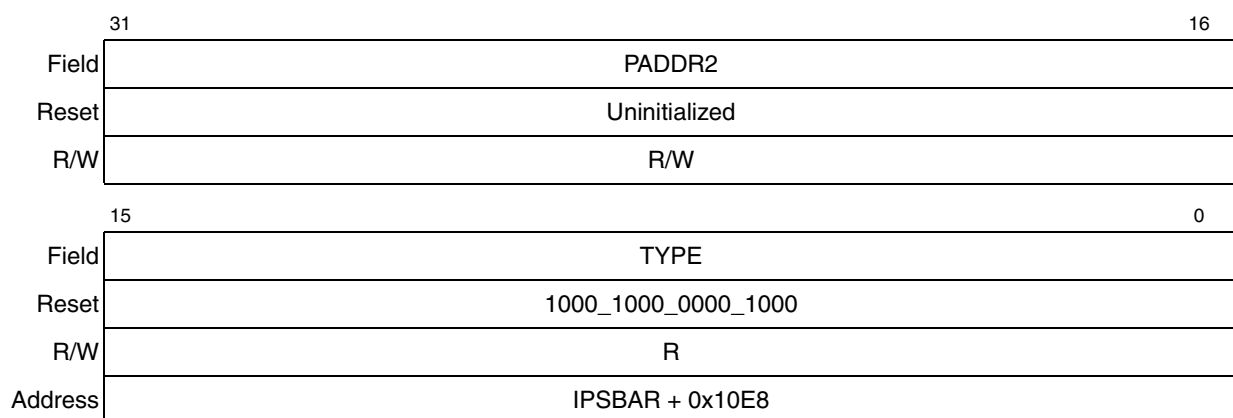 31 16
Field PADDR2
Reset Uninitialized
R/W R/W
15 0
Field TYPE
Reset 1000_1000_0000_1000
R/W R
Address IPSBAR + 0x10E8